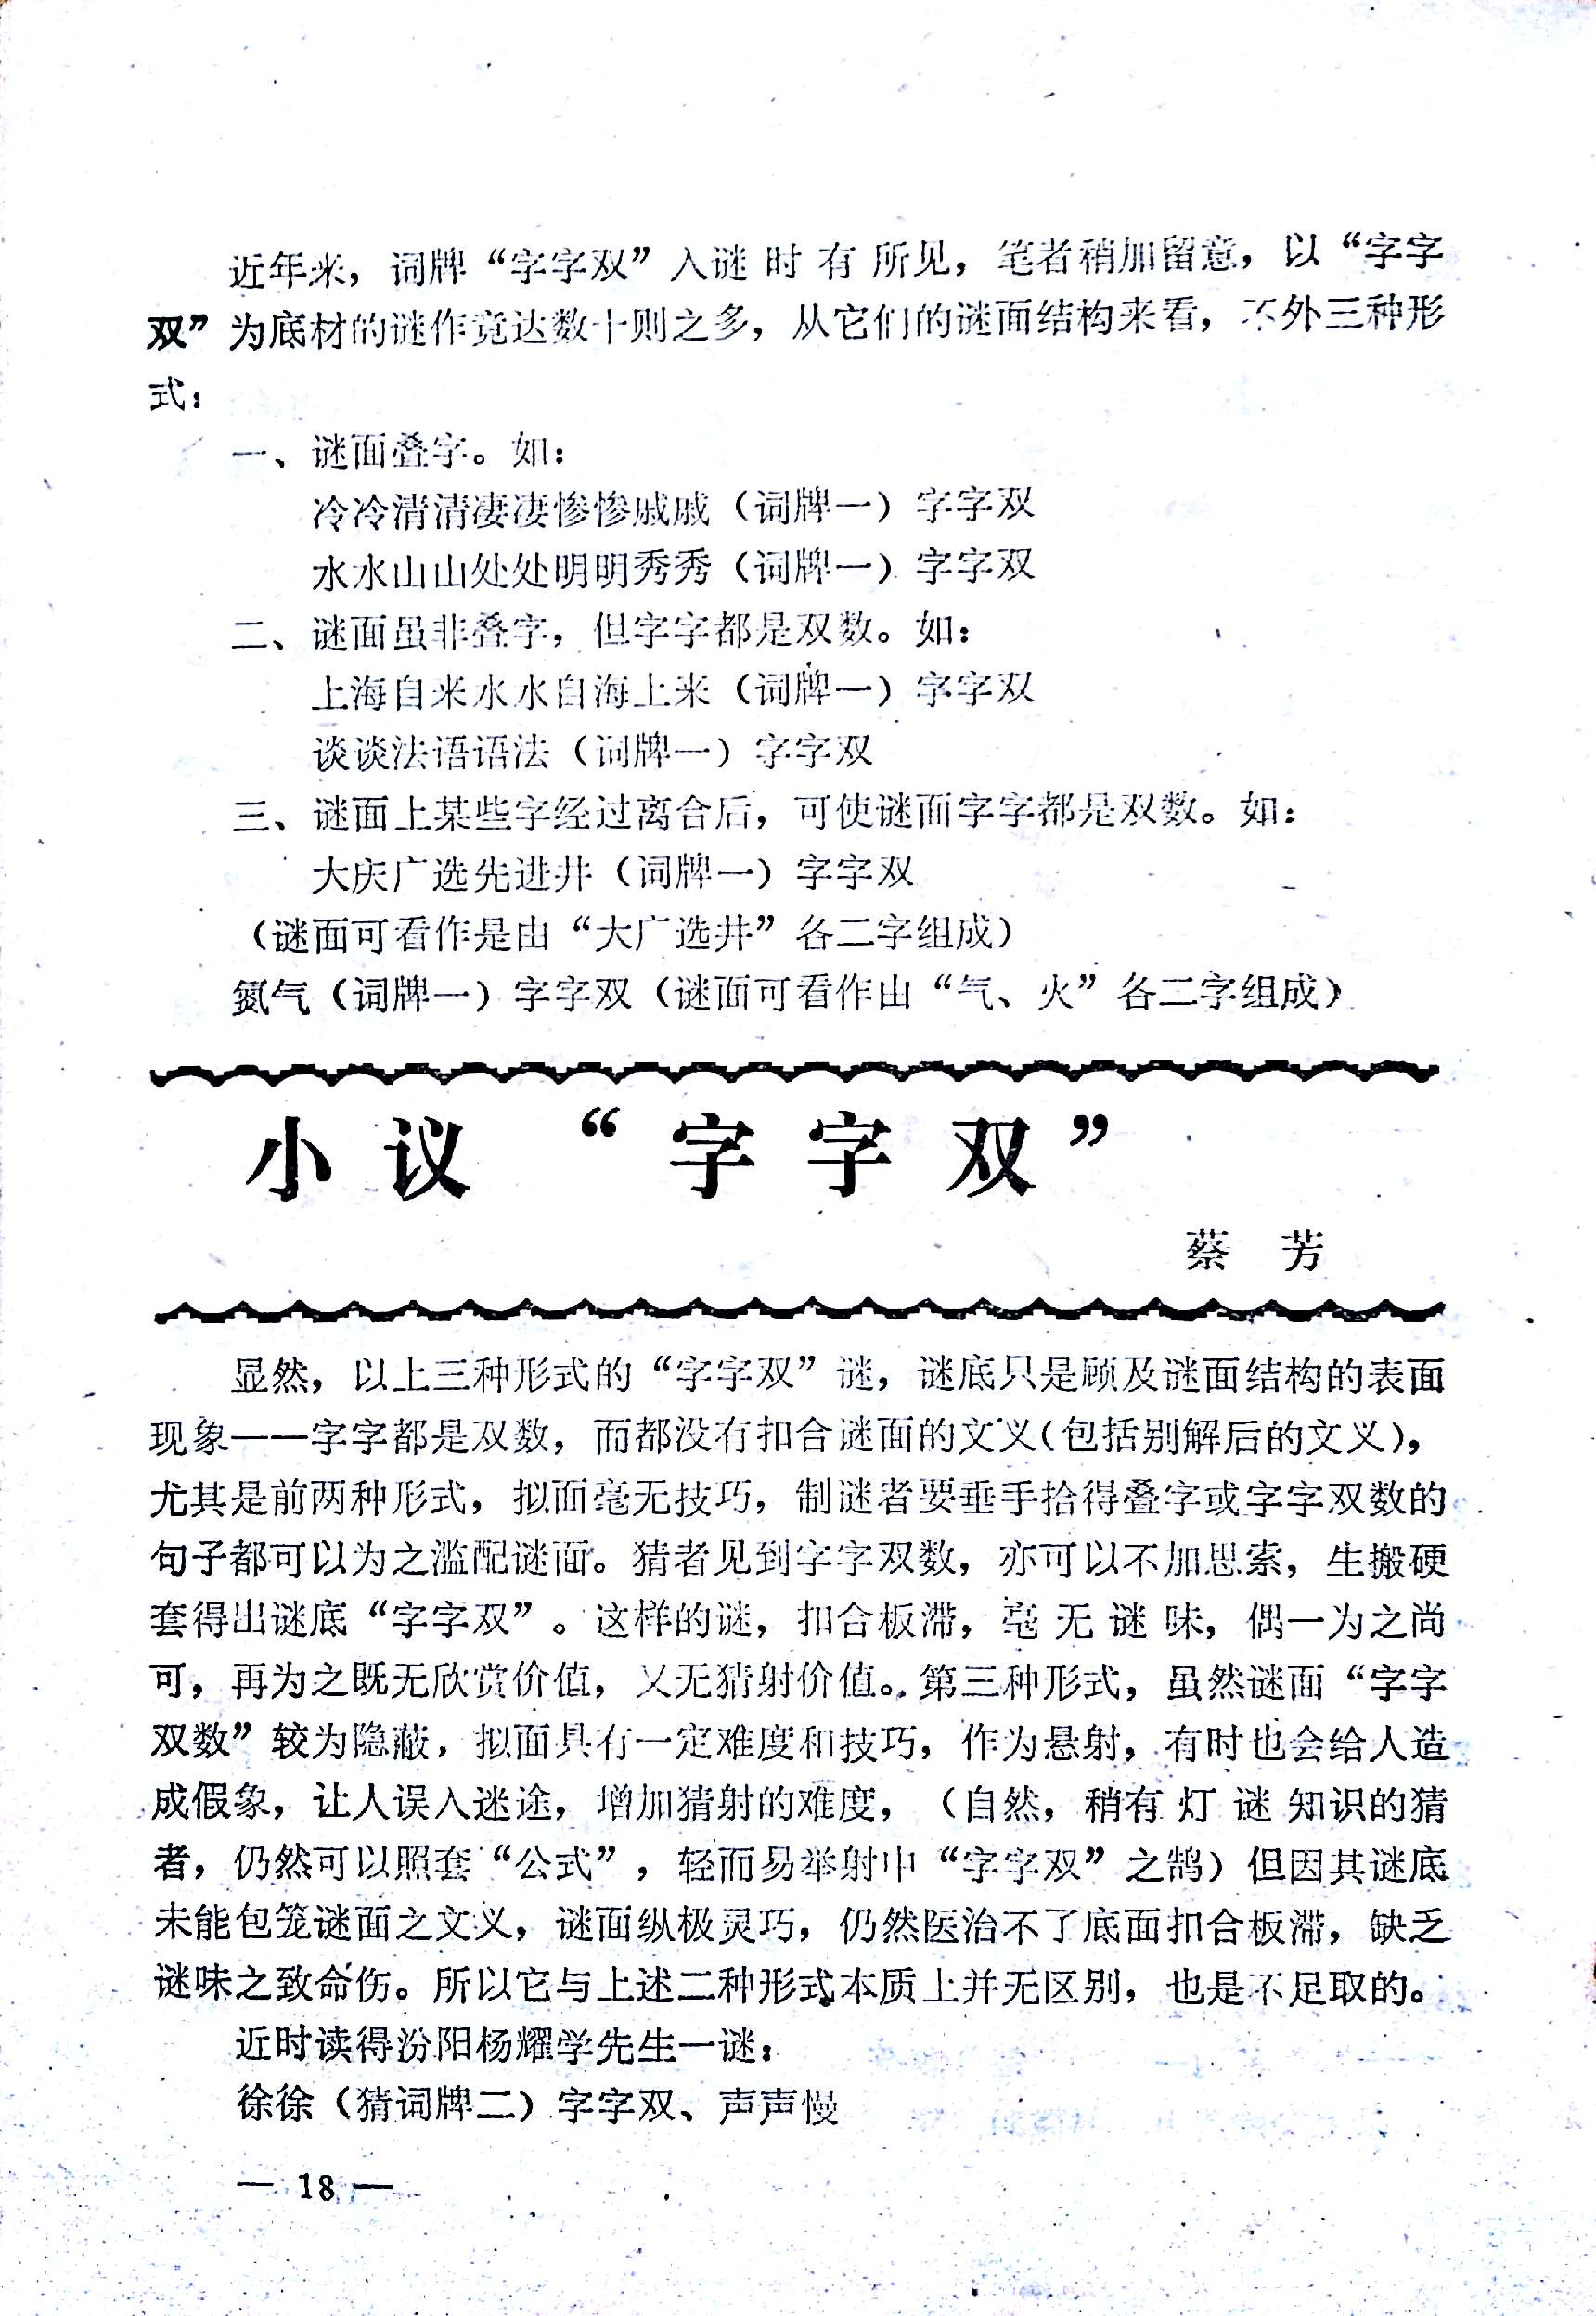 近年来，词牌“字字双”入谜时有所见，笔者稍加留意，以“字字
双”为底材的谜作竟达数十则之多，从它们的谜面结构来看，不外三种形
式：
一、谜面叠字。如：
冷冷清清凄凄惨惨戚戚（词牌一）字字双
水水山山处处明明秀秀（词牌一）字字双
二、谜面虽非叠字，但字字都是双数。如：
上海自来水水自海上来（词牌一）字字双
谈谈法语语法（词牌一）字字双
三、谜面上某些字经过离合后，可使谜面字字都是双数。如：
大庆广选先进井（词牌一）字字双
（谜面可看作是由“大广选井”各二字组成）
氮气（词牌一）字字双（谜面可看作由“气、火”各二字组成）
小议“字字双”
蔡　芳
显然，以上三种形式的“字字双”谜，谜底只是顾及谜面结构的表面
现象——字字都是双数，而都没有扣合谜面的文义（包括别解后的文义），
尤其是前两种形式，拟面毫无技巧，制谜者要垂手拾得叠字或字字双数的
句子都可以为之滥配谜面。猜者见到字字双数，亦可以不加思索，生搬硬
套得出谜底“字字双”。这样的谜，扣合板滞，毫无谜味，偶一为之尚
可，再为之既无欣赏价值，又无猜射价值。第三种形式，虽然谜面“字字
双数”较为隐蔽，拟面具有一定难度和技巧，作为悬射，有时也会给人造
成假象，让人误入迷途，增加猜射的难度，（自然，稍有灯谜知识的猜
者，仍然可以照套“公式”，轻而易举射中“字字双”之鹄）但因其谜底
未能包笼谜面之文义，谜面纵极灵巧，仍然医治不了底面扣合板滞，缺乏
谜味之致命伤。所以它与上述二种形式本质上并无区别，也是不足取的。
近时读得汾阳杨耀学先生一谜：
徐徐（猜词牌二）字字双、声声慢
— 18 —